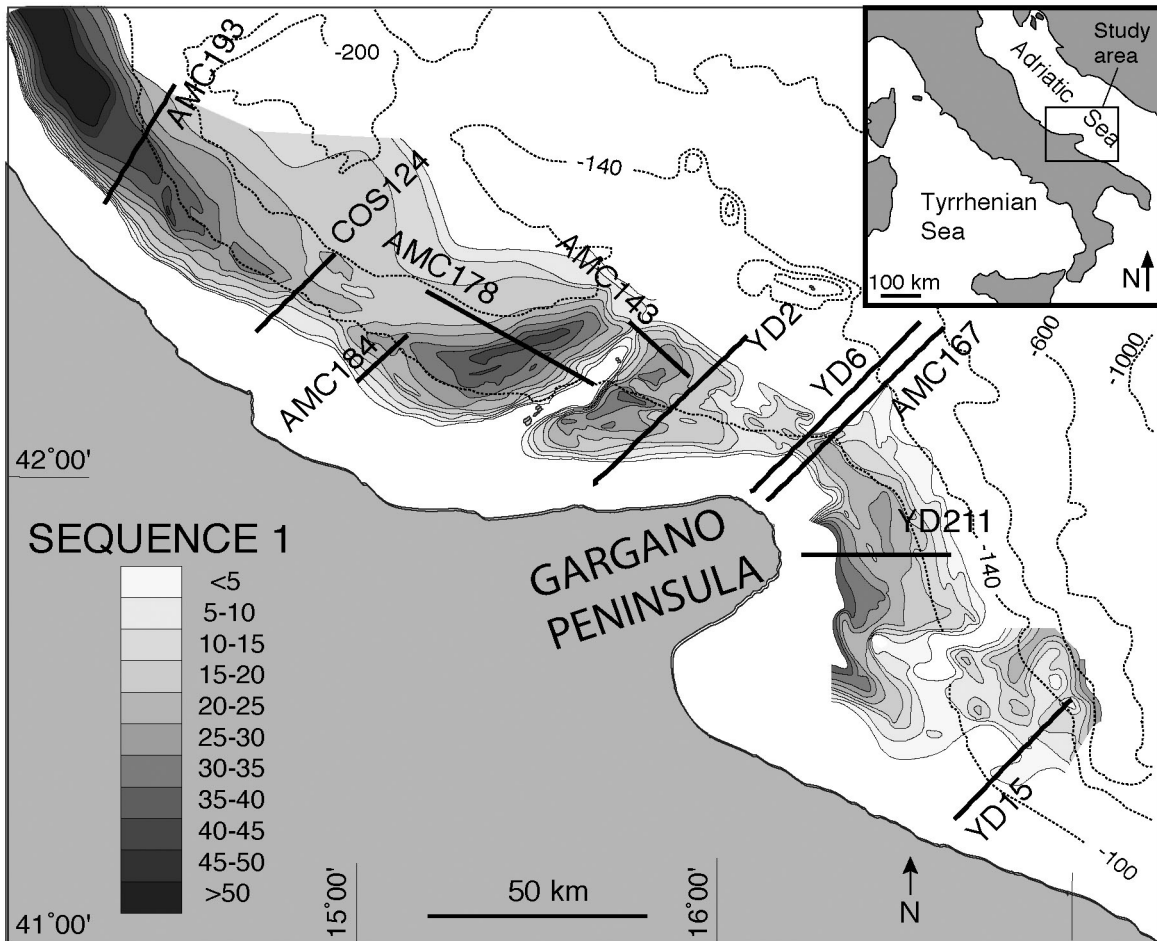 -200
AMC193
Adriatic Sea
Study
area
Tyrrhenian
Sea
100 km
N
-140
COS124
AMC178
AMC143
YD2
YD6
AMC167
-600
-1000
AMC184
42°00'
SEQUENCE 1
<5
5-10
10-15
15-20
20-25
25-30
30-35
35-40
40-45
45-50
>50
GARGANO
PENINSULA
YD211
-140
YD15
-100
15°00'
50 km
16°00'
N
41°00'